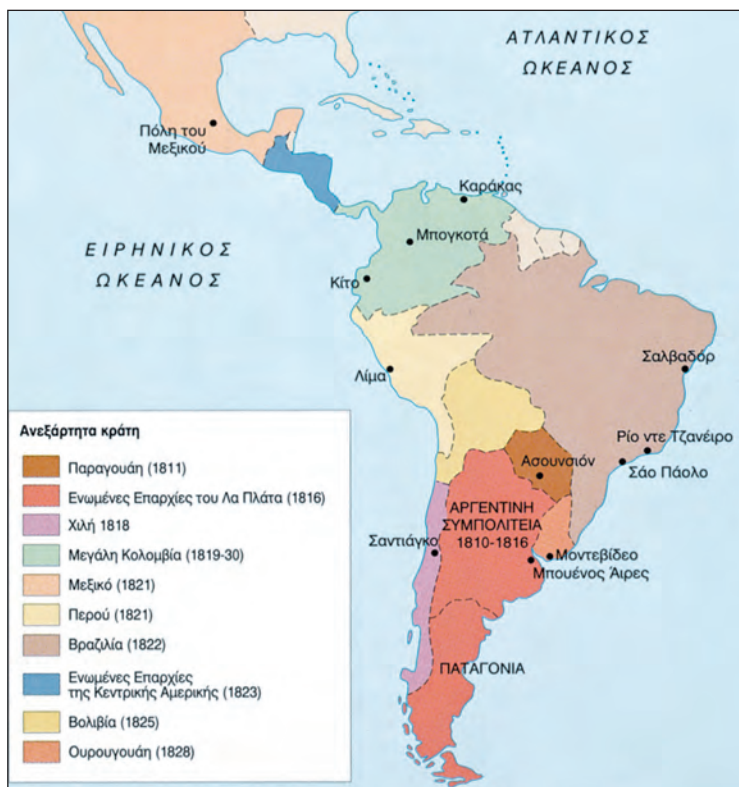 ΑΤΛΑΝΤΙΚΟΣ
ΩΚΕΑΝΟΣ
Πόλη του
Μεξικού
Καράκας
Μπογκοτά
ΕΙΡΗΝΙΚΟΣ
ΩΚΕΑΝΟΣ
Κίτο
Λίμα
Σαλβαδόρ
Ρίο ντε Τζανέιρο
Σάο Πάολο
Ασουνσιόν
ΑΡΓΕΝΤΙΝΗ
ΣΥΜΠΟΛΙΤΕΙΑ
1810-1816
Σαντιάγκο
Μοντεβίδεο
Μπουένος Άιρες
ΠΑΤΑΓΟΝΙΑ
Ανεξάρτητα κράτη
Παραγουάη (1811)
Ενωμένες Επαρχίες του Λα Πλάτα (1816)
Χιλή 1818
Μεγάλη Κολομβία (1819-30)
Μεξικό (1821)
Περού (1821)
Βραζιλία (1822)
Ενωμένες Επαρχίες
της Κεντρικής Αμερικής (1823)
Βολιβία (1825)
Ουρουγουάη (1828)